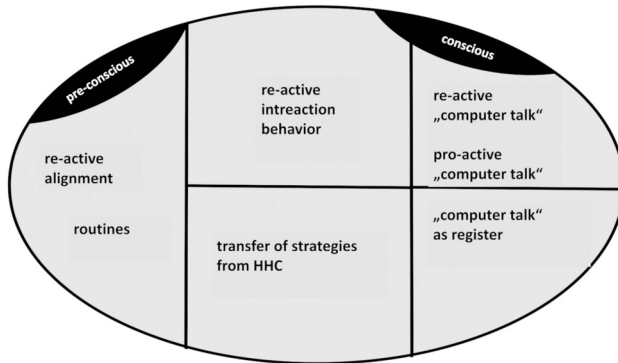 pre-conscious
conscious
re-active
alignment
routines
re-active
intreaction
behavior
transfer of strategies
from HHC
re-active
„computer talk“
pro-active
„computer talk“
„computer talk“
as register